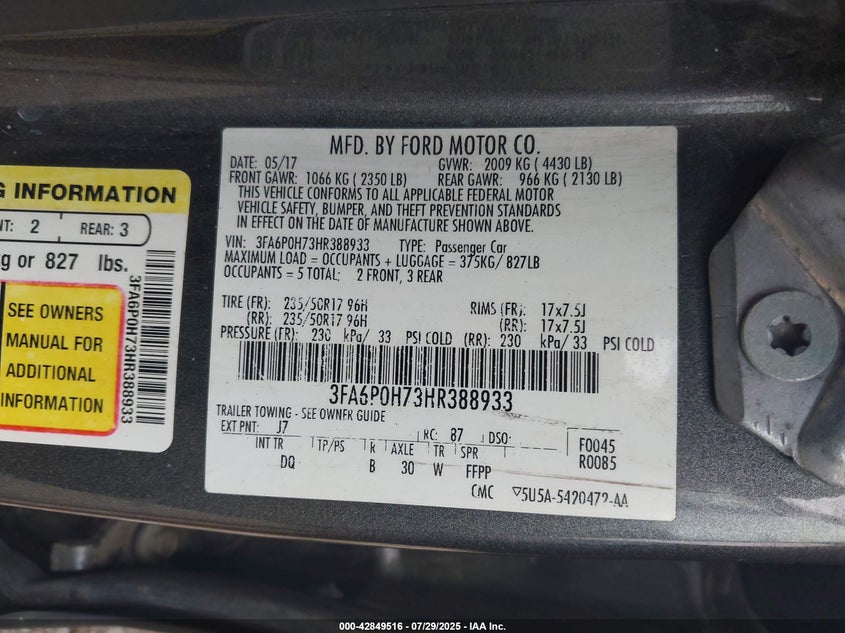 G INFORMATION
NT: 2 REAR: 3
kg or 827 lbs.
SEE OWNERS
MANUAL FOR
ADDITIONAL
INFORMATION
3FA6P0H73HR388933
MFD. BY FORD MOTOR CO.
DATE: 05/17 GVWR: 2009 KG ( 4430 LB)
FRONT GAWR: 1066 KG ( 2350 LB) REAR GAWR: 966 KG ( 2130 LB)
THIS VEHICLE CONFORMS TO ALL APPLICABLE FEDERAL MOTOR
VEHICLE SAFETY, BUMPER, AND THEFT PREVENTION STANDARDS
IN EFFECT ON THE DATE OF MANUFACTURE SHOWN ABOVE.
VIN: 3FA6P0H73HR388933 TYPE: Passenger Car
MAXIMUM LOAD = OCCUPANTS + LUGGAGE = 375KG/ 827LB
OCCUPANTS = 5 TOTAL: 2 FRONT, 3 REAR
TIRE (FR): 235/50R17 96H RIMS (FR): 17x7.5J
(RR): 235/50R17 96H (RR): 17x7.5J
PRESSURE (FR): 230 kPa/ 33 PSI COLD (RR): 230 kPa/ 33 PSI COLD
3FA6P0H73HR388933
TRAILER TOWING - SEE OWNER GUIDE
EXT PNT: J7 RC: 87 DSO: F0045
INT TR TP/PS R AXLE TR SPR R0085
DQ B 30 W FFPP
CMC 5U5A-5420472-AA
000-42849516 / 07/29/2025 - IAA Inc.